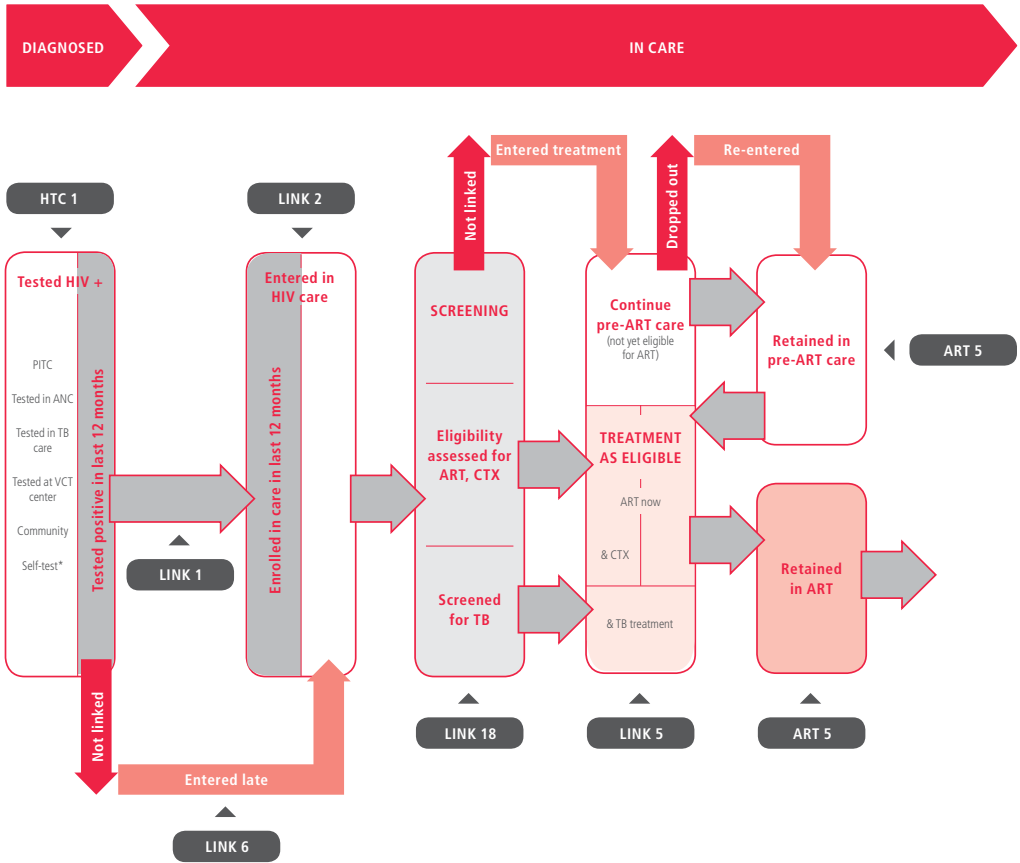 DIAGNOSED
IN CARE
Not linked
Entered treatment
Dropped out
Re-entered
HTC 1
LINK 2
Tested HIV +
PITC
Tested in ANC
Tested in TB
care
Tested at VCT
center
Community
Self-test*
Tested positive in last 12 months
LINK 1
Entered in
HIV care
Enrolled in care in last 12 months
SCREENING
Eligibility
assessed for
ART, CTX
Screened
for TB
Continue
pre-ART care
(not yet eligible
for ART)
TREATMENT
AS ELIGIBLE
ART now
& CTX
& TB treatment
Retained in
pre-ART care
ART 5
Retained
in ART
Not linked
Entered late
LINK 6
LINK 18
LINK 5
ART 5